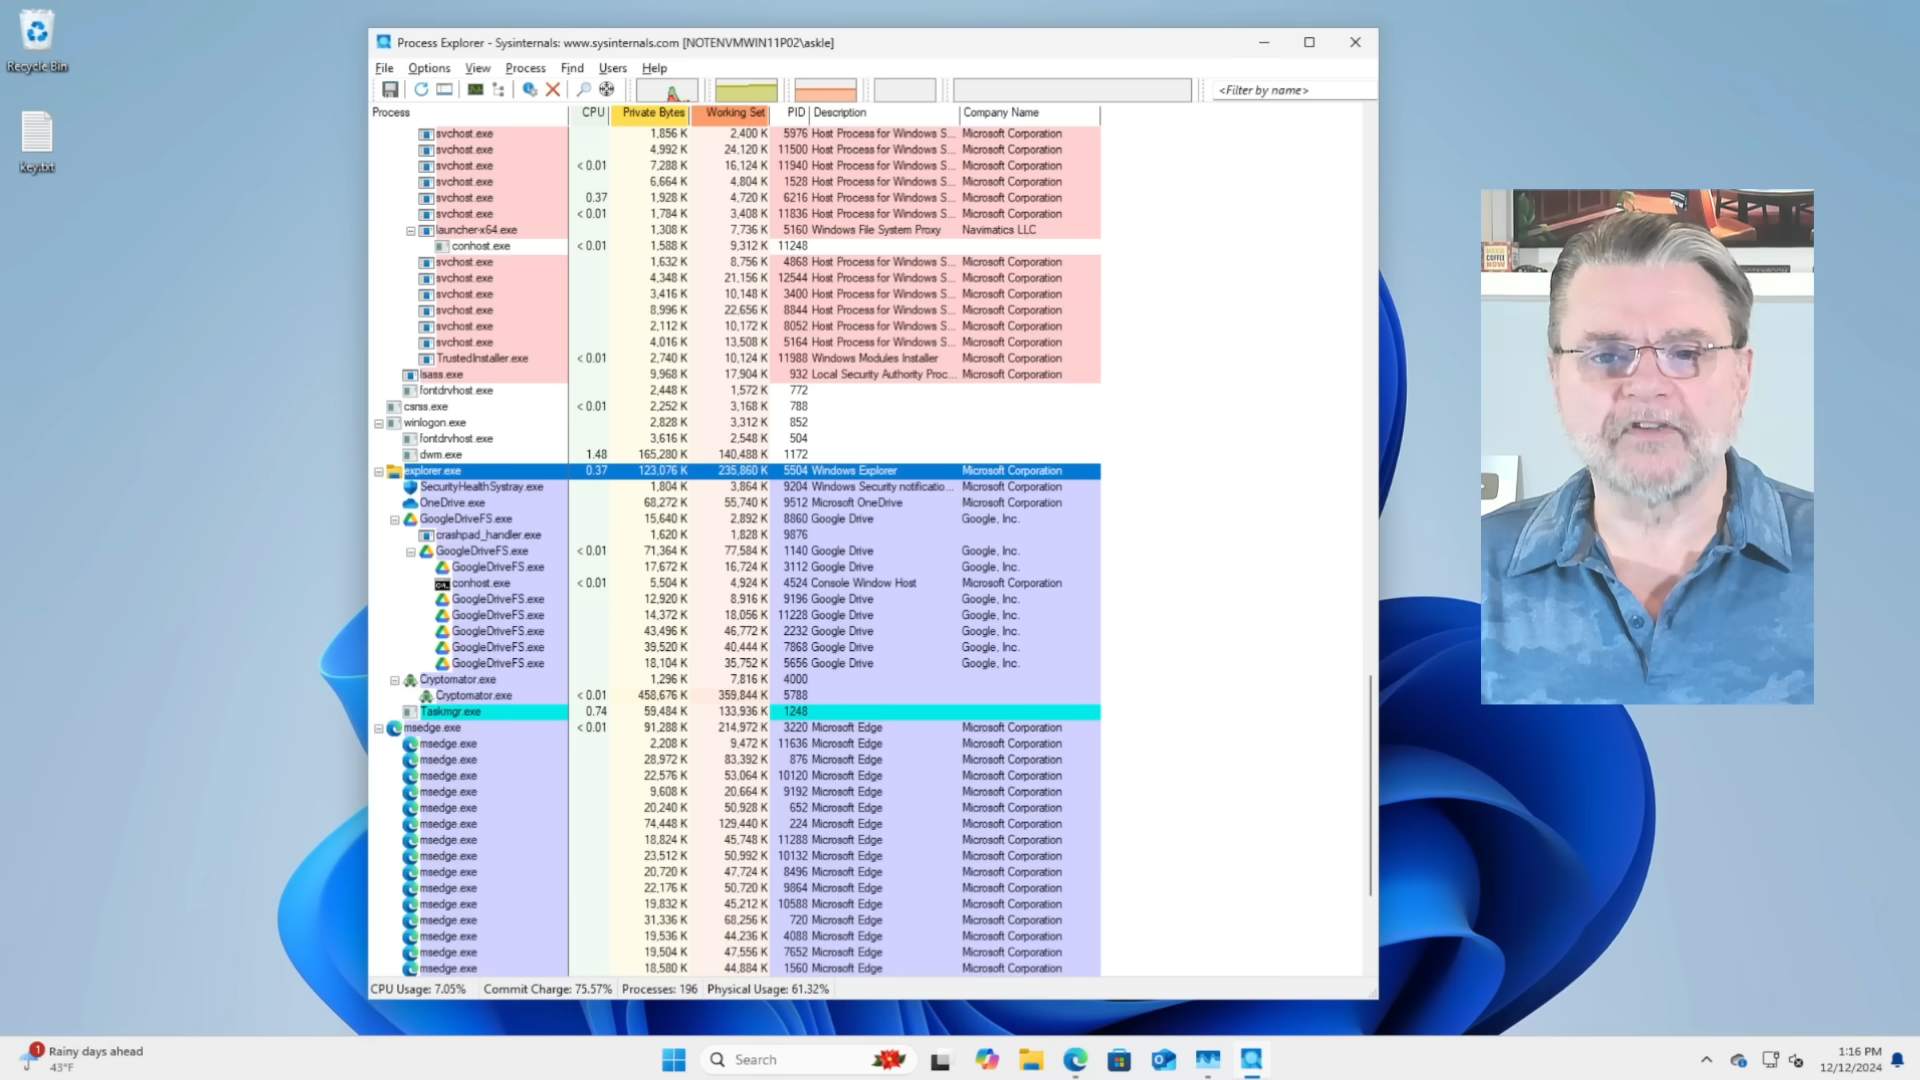 Recycle Bin
key.txt
Process Explorer - Sysinternals: www.sysinternals.com [NOTENVMWIN11P02\askle]
File Options View Process Find Users Help
<Filter by name>
Process CPU Private Bytes Working Set PID Description Company Name
svchost.exe 1,856 K 2,400 K 5976 Host Process for Windows S... Microsoft Corporation
svchost.exe 4,992 K 24,120 K 11500 Host Process for Windows S... Microsoft Corporation
svchost.exe < 0.01 7,288 K 16,124 K 11940 Host Process for Windows S... Microsoft Corporation
svchost.exe 6,664 K 4,804 K 1528 Host Process for Windows S... Microsoft Corporation
svchost.exe 0.37 1,928 K 4,720 K 6216 Host Process for Windows S... Microsoft Corporation
svchost.exe < 0.01 1,784 K 3,408 K 11836 Host Process for Windows S... Microsoft Corporation
launcher-x64.exe 1,308 K 7,736 K 5160 Windows File System Proxy Navimatics LLC
conhost.exe < 0.01 1,588 K 9,312 K 11248
svchost.exe 1,632 K 8,756 K 4868 Host Process for Windows S... Microsoft Corporation
svchost.exe 4,348 K 21,156 K 12544 Host Process for Windows S... Microsoft Corporation
svchost.exe 3,416 K 10,148 K 3400 Host Process for Windows S... Microsoft Corporation
svchost.exe 8,996 K 22,656 K 8844 Host Process for Windows S... Microsoft Corporation
svchost.exe 2,112 K 10,172 K 8052 Host Process for Windows S... Microsoft Corporation
svchost.exe 4,016 K 13,508 K 5164 Host Process for Windows S... Microsoft Corporation
TrustedInstaller.exe < 0.01 2,740 K 10,124 K 11988 Windows Modules Installer Microsoft Corporation
lsass.exe 9,968 K 17,904 K 932 Local Security Authority Proc... Microsoft Corporation
fontdrvhost.exe 2,448 K 1,572 K 772
csrss.exe < 0.01 2,252 K 3,168 K 788
winlogon.exe 2,828 K 3,312 K 852
fontdrvhost.exe 3,616 K 2,548 K 504
dwm.exe 1.48 165,280 K 140,488 K 1172
explorer.exe 0.37 123,076 K 235,860 K 5504 Windows Explorer Microsoft Corporation
SecurityHealthSystray.exe 1,804 K 3,864 K 9204 Windows Security notificatio... Microsoft Corporation
OneDrive.exe 68,272 K 55,740 K 9512 Microsoft OneDrive Microsoft Corporation
GoogleDriveFS.exe 15,640 K 2,892 K 8860 Google Drive Google, Inc.
crashpad_handler.exe 1,620 K 1,828 K 9876
GoogleDriveFS.exe < 0.01 71,364 K 77,584 K 1140 Google Drive Google, Inc.
GoogleDriveFS.exe 17,672 K 16,724 K 3112 Google Drive Google, Inc.
conhost.exe < 0.01 5,504 K 4,924 K 4524 Console Window Host Microsoft Corporation
GoogleDriveFS.exe 12,920 K 8,916 K 9196 Google Drive Google, Inc.
GoogleDriveFS.exe 14,372 K 18,056 K 11228 Google Drive Google, Inc.
GoogleDriveFS.exe 43,496 K 46,772 K 2232 Google Drive Google, Inc.
GoogleDriveFS.exe 39,520 K 40,444 K 7868 Google Drive Google, Inc.
GoogleDriveFS.exe 18,104 K 35,752 K 5656 Google Drive Google, Inc.
Cryptomator.exe 1,296 K 7,816 K 4000
Cryptomator.exe < 0.01 458,676 K 359,844 K 5788
Taskmgr.exe 0.74 59,484 K 133,936 K 1248
msedge.exe < 0.01 91,288 K 214,972 K 3220 Microsoft Edge Microsoft Corporation
msedge.exe 2,208 K 9,472 K 11636 Microsoft Edge Microsoft Corporation
msedge.exe 28,972 K 83,392 K 876 Microsoft Edge Microsoft Corporation
msedge.exe 22,576 K 53,064 K 10120 Microsoft Edge Microsoft Corporation
msedge.exe 9,608 K 20,664 K 9192 Microsoft Edge Microsoft Corporation
msedge.exe 20,240 K 50,928 K 652 Microsoft Edge Microsoft Corporation
msedge.exe 74,448 K 129,440 K 224 Microsoft Edge Microsoft Corporation
msedge.exe 18,824 K 45,748 K 11288 Microsoft Edge Microsoft Corporation
msedge.exe 23,512 K 50,992 K 10132 Microsoft Edge Microsoft Corporation
msedge.exe 20,720 K 47,724 K 8496 Microsoft Edge Microsoft Corporation
msedge.exe 22,176 K 50,720 K 9864 Microsoft Edge Microsoft Corporation
msedge.exe 19,832 K 45,212 K 10588 Microsoft Edge Microsoft Corporation
msedge.exe 31,336 K 68,256 K 720 Microsoft Edge Microsoft Corporation
msedge.exe 19,536 K 44,236 K 4088 Microsoft Edge Microsoft Corporation
msedge.exe 19,504 K 47,556 K 7652 Microsoft Edge Microsoft Corporation
msedge.exe 18,580 K 44,884 K 1560 Microsoft Edge Microsoft Corporation
CPU Usage: 7.05% Commit Charge: 75.57% Processes: 196 Physical Usage: 61.32%
NEED
COFFEE
NOW
1
Rainy days ahead
43°F
Search
1:16 PM
12/12/2024